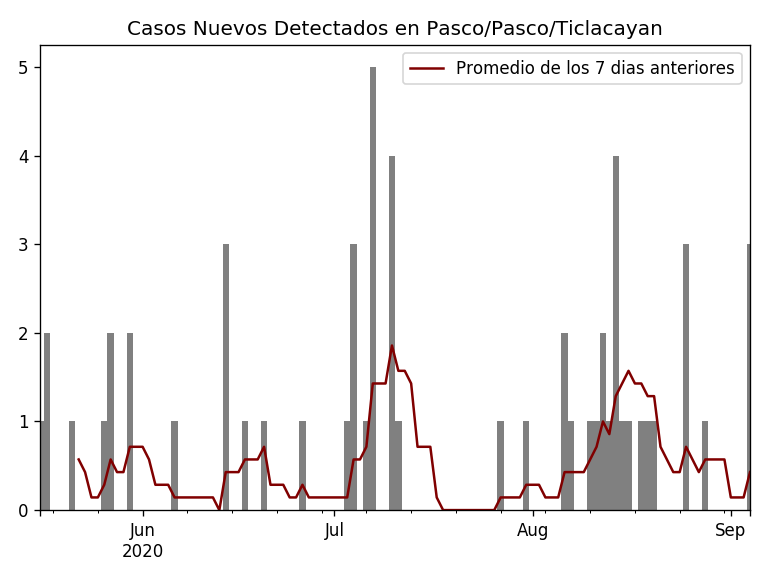 Casos Nuevos Detectados en Pasco/Pasco/Ticlacayan
Promedio de los 7 dias anteriores
5
4
3
2
1
0
Jun Jul Aug Sep
2020